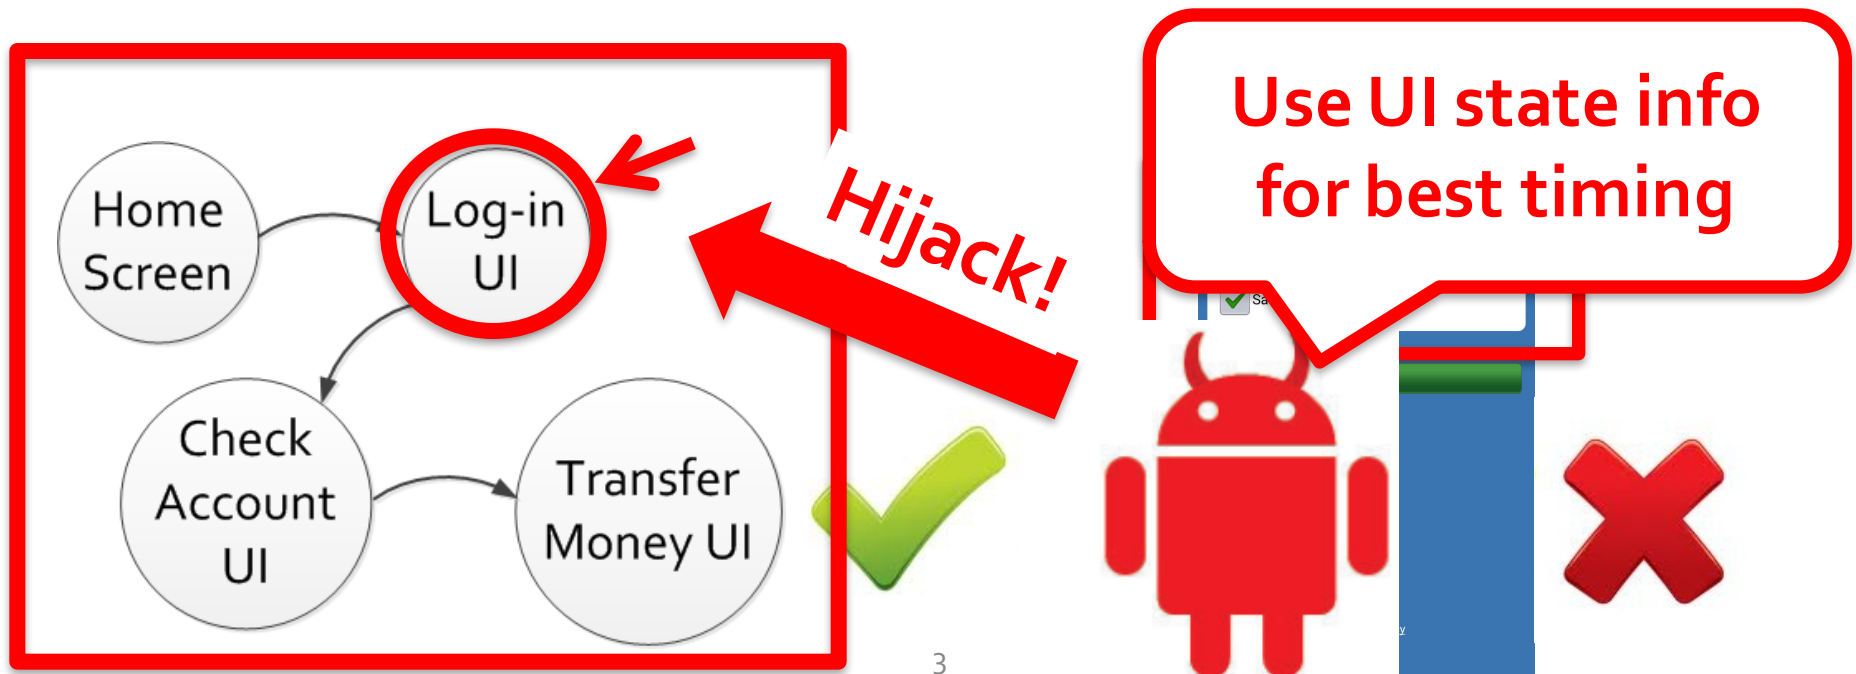 Use UI state info
for best timing
Hijack!
Home
Screen
Log-in
UI
Check
Account
UI
Transfer
Money UI
3